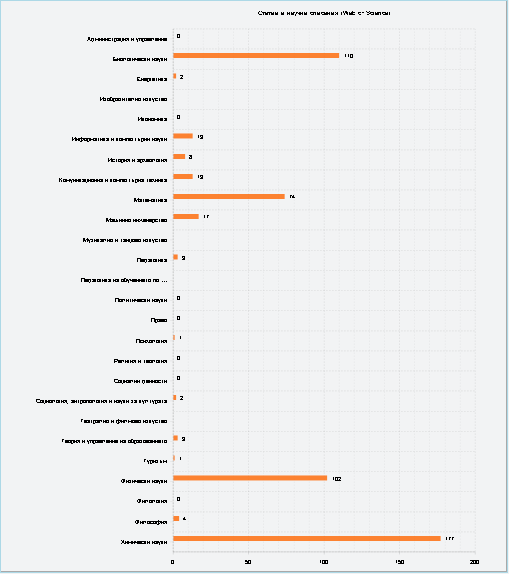 Статии в научни списания (Web of Science)
Администрация и управление 0
Биологически науки 110
Енергетика 2
Изобразително изкуство
Икономика 0
Информатика и компютърни науки 13
История и археология 8
Комуникационна и компютърна техника 13
Математика 74
Машинно инженерство 17
Музикално и танцово изкуство
Педагогика 3
Педагогика на обучението по ...
Политически науки 0
Право 0
Психология 1
Религия и теология 0
Социални дейности 0
Социология, антропология и науки за културата 2
Театрално и филмово изкуство
Теория и управление на образованието 3
Туризъм 1
Физически науки 102
Филология 0
Философия 4
Химически науки 177
0 50 100 150 200